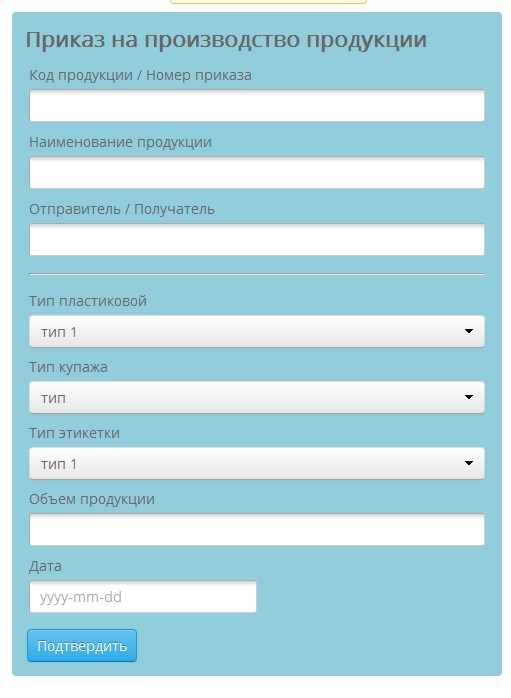 Приказ на производство продукции
Код продукции / Номер приказа
Наименование продукции
Отправитель / Получатель
Тип пластиковой
тип 1
Тип купажа
тип
Тип этикетки
тип 1
Объем продукции
Дата
yyyy-mm-dd
Подтвердить